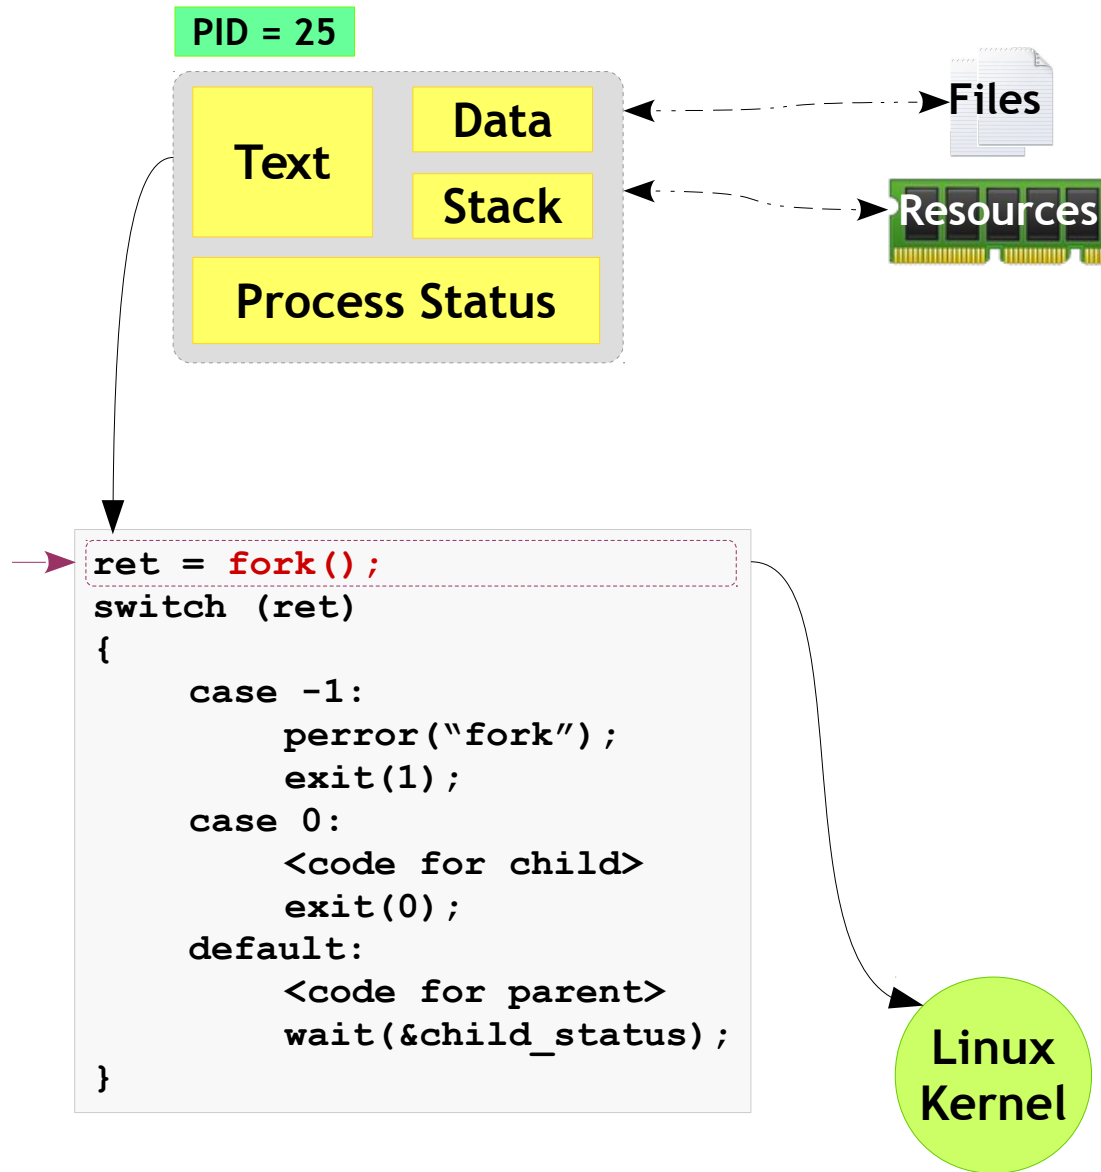 PID = 25
Text
Data
Stack
Process Status
Files
Resources
ret = fork();
switch (ret)
{
case -1:
perror(“fork”);
exit(1);
case 0:
<code for child>
exit(0);
default:
<code for parent>
wait(&child_status);
}
Linux
Kernel